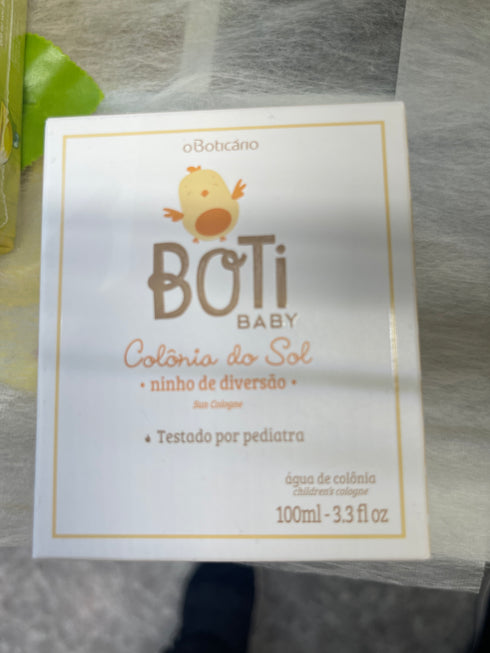 oBoticário
BOTi
BABY
Colônia do Sol
• ninho de diversão •
Sun Cologne
Testado por pediatra
água de colônia
children's cologne
100ml - 3.3 fl oz